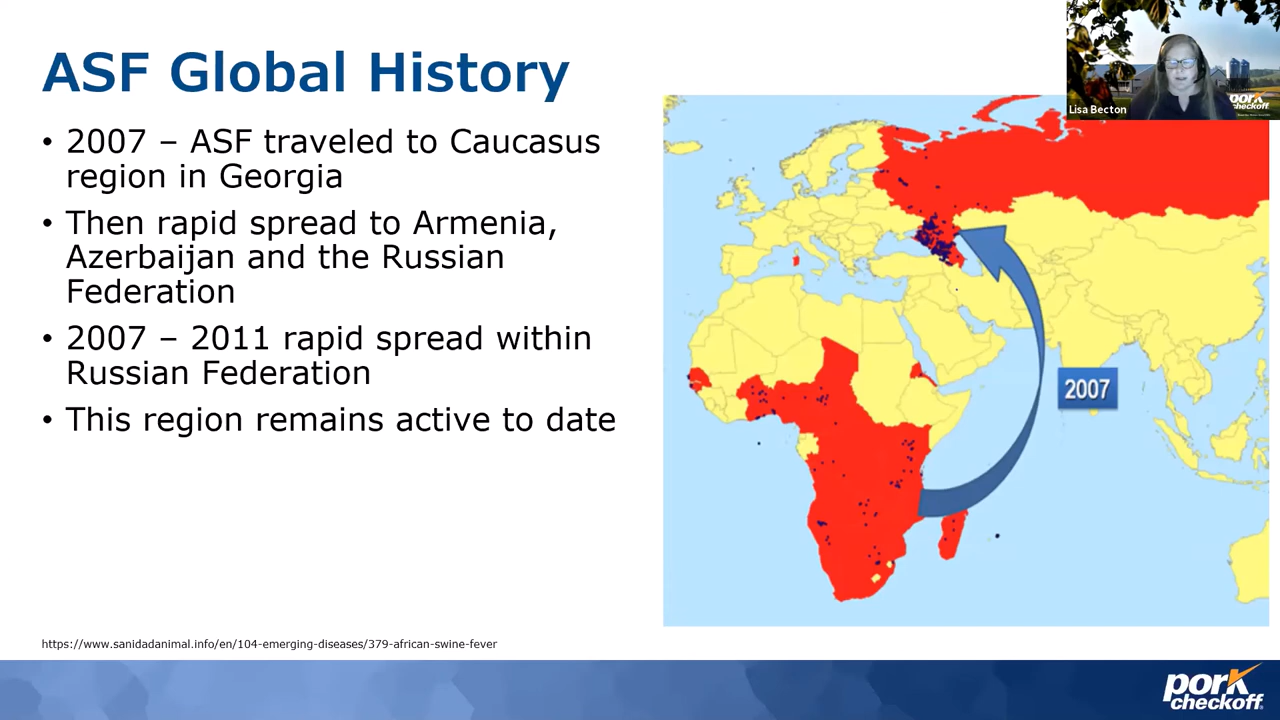 ASF Global History
• 2007 – ASF traveled to Caucasus
region in Georgia
• Then rapid spread to Armenia,
Azerbaijan and the Russian
Federation
• 2007 – 2011 rapid spread within
Russian Federation
• This region remains active to date
2007
Lisa Becton
pork
checkoff
https://www.sanidadanimal.info/en/104-emerging-diseases/379-african-swine-fever
pork
checkoff